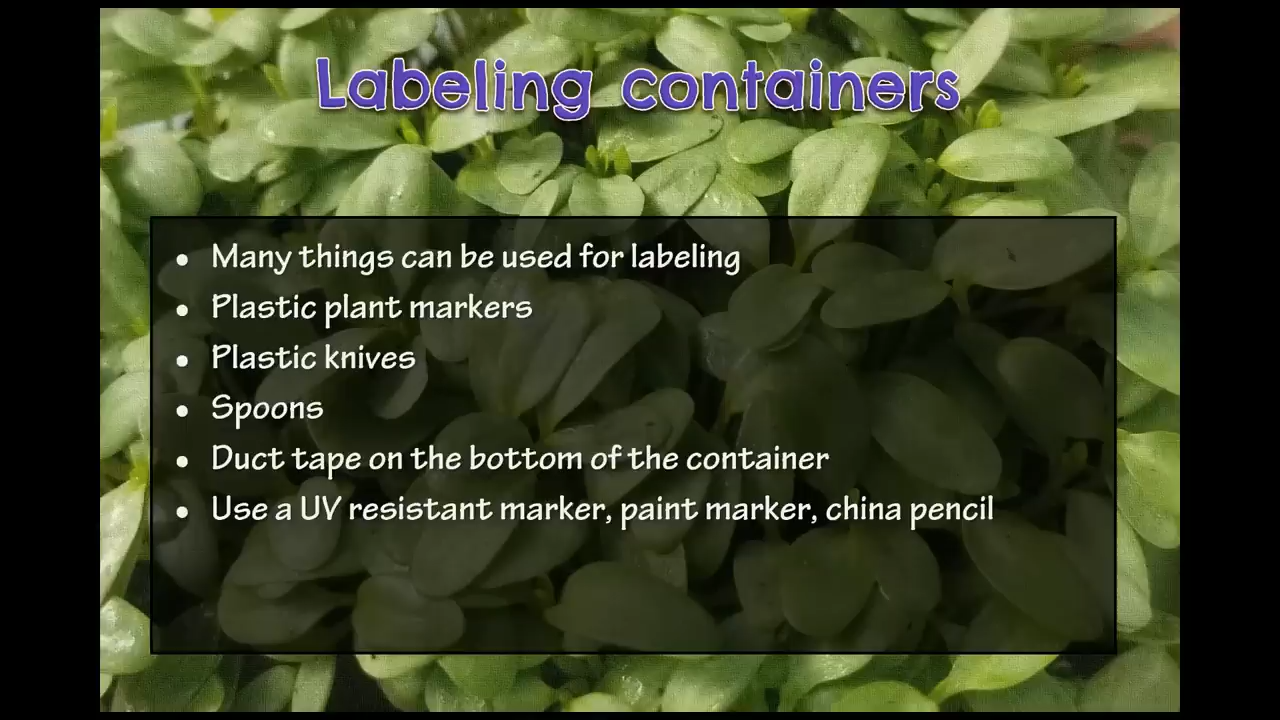 Labeling containers
• Many things can be used for labeling
• Plastic plant markers
• Plastic knives
• Spoons
• Duct tape on the bottom of the container
• Use a UV resistant marker, paint marker, china pencil